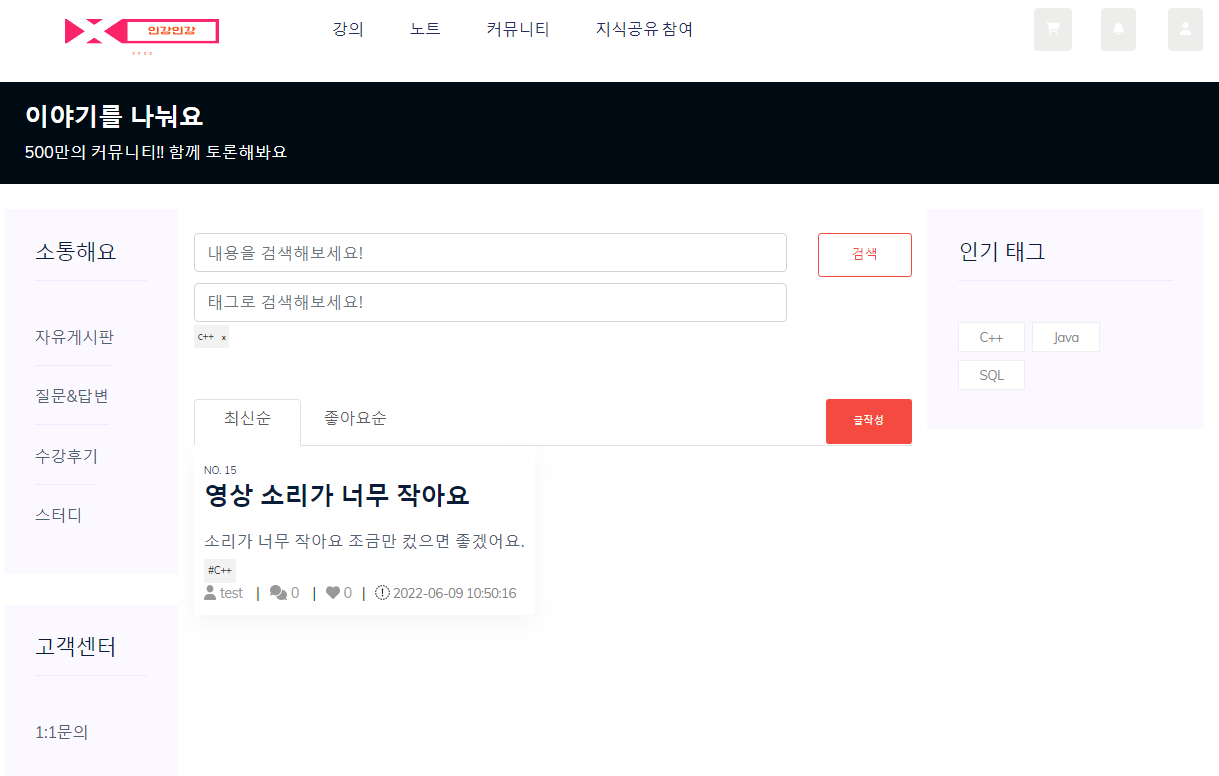 인강인강
강의 노트 커뮤니티 지식공유 참여
이야기를 나눠요
500만의 커뮤니티!! 함께 토론해봐요
소통해요
자유게시판
질문&답변
수강후기
스터디
고객센터
1:1문의
내용을 검색해보세요!
검색
태그로 검색해보세요!
C++ x
최신순 좋아요순
글작성
NO. 15
영상 소리가 너무 작아요
소리가 너무 작아요 조금만 컸으면 좋겠어요.
#C++
test | 0 | 0 | 2022-06-09 10:50:16
인기 태그
C++ Java
SQL